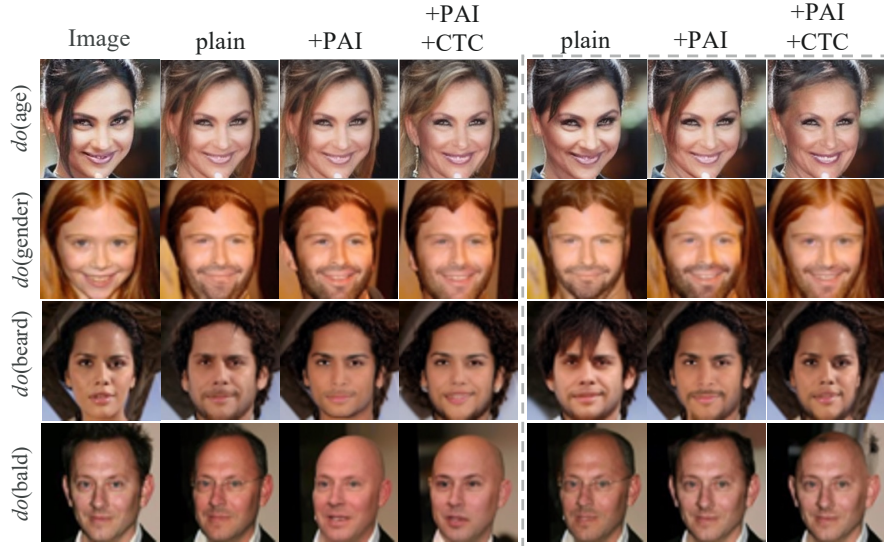 Image
plain
+PAI
+PAI
+CTC
plain
+PAI
+PAI
+CTC
do(age)
do(gender)
do(beard)
do(bald)